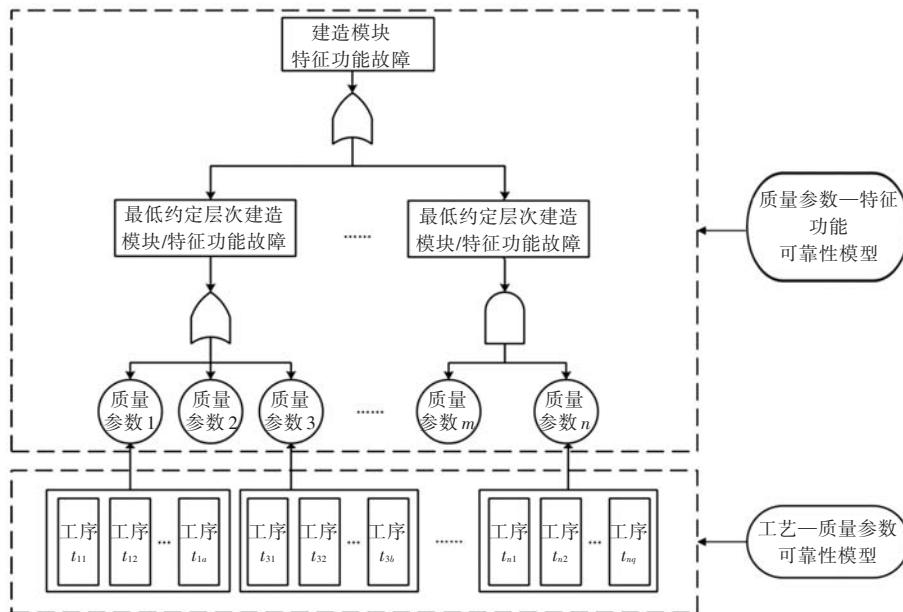 建造模块
特征功能故障
最低约定层次建造
模块/特征功能故障
……
最低约定层次建造
模块/特征功能故障
质量参数—特征
功能
可靠性模型
质量
参数 1
质量
参数 2
质量
参数 3
……
质量
参数 m
质量
参数 n
工序
t11
工序
t12
...
工序
t1a
工序
t31
工序
t32
...
工序
t3b
……
工序
tn1
工序
tn2
...
工序
tnq
工艺—质量参数
可靠性模型